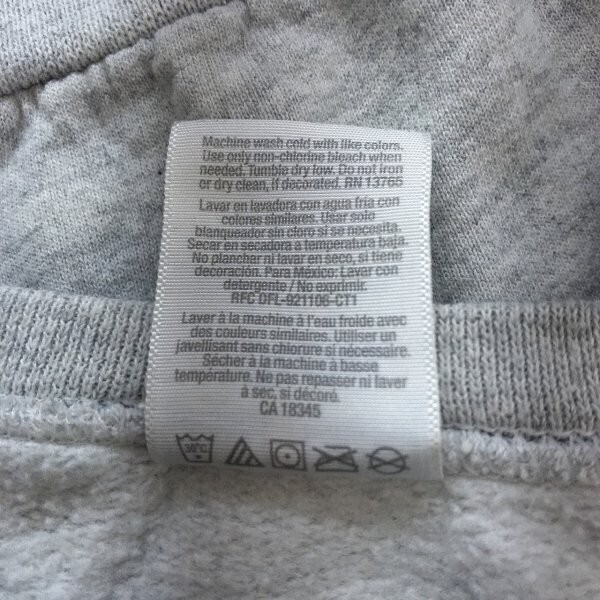 Machine wash cold with like colors.
Use only non-chlorine bleach when
needed. Tumble dry low. Do not iron
or dry clean, if decorated. RN 13765
Lavar en lavadora con agua fría con
colores similares. Usar solo
blanqueador sin cloro si se necesita.
Secar en secadora a temperatura baja.
No planchar ni lavar en seco, si tiene
decoración. Para México: Lavar con
detergente / No exprimir.
RFC DFL-921106-CT1
Laver à la machine à l'eau froide avec
des couleurs similaires. Utiliser un
javellisant sans chlorure si nécessaire.
Sécher à la machine à basse
température. Ne pas repasser ni laver
à sec, si décoré.
CA 18345
30°C